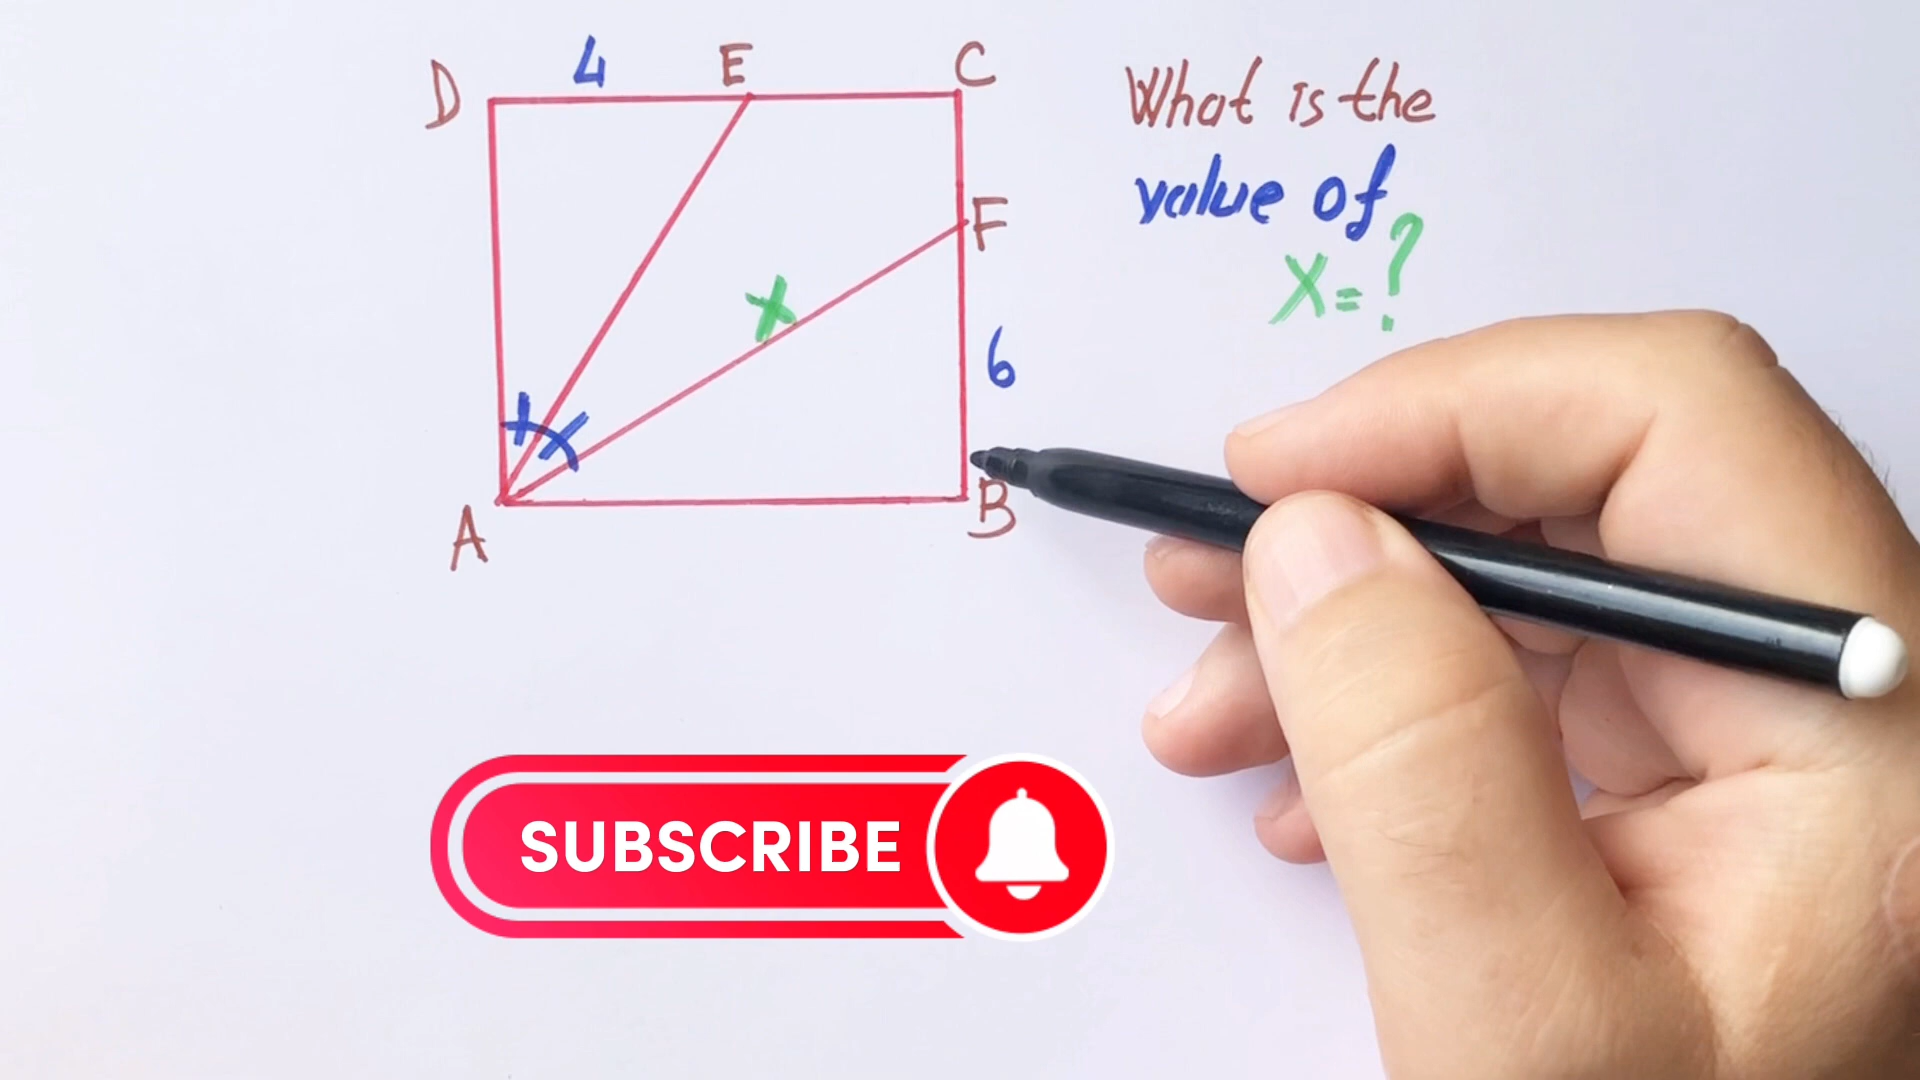 D 4 E C
What is the
value of
x = ?
F
x
6
A B
SUBSCRIBE